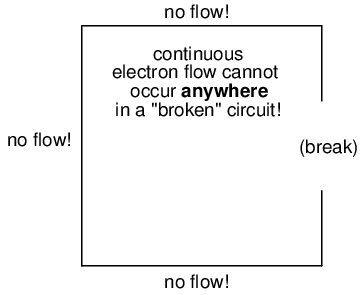 no flow!
continuous
electron flow cannot
occur anywhere
in a "broken" circuit!
no flow!
(break)
no flow!